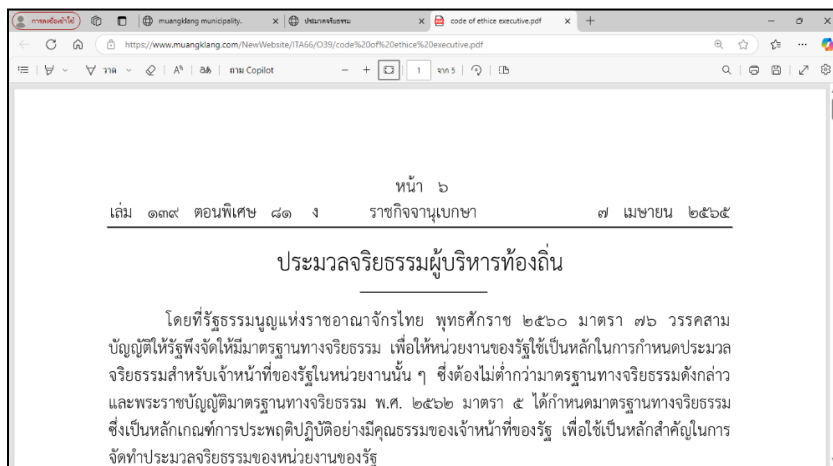 muangklang municipality.
ประมวลจริยธรรม
code of ethice executive.pdf
https://www.muangklang.com/NewWebsite/ITA66/O39/code%20of%20ethice%20executive.pdf
วาด
ถาม Copilot
1
จาก 5
หน้า ๖
เล่ม ๑๓๙ ตอนพิเศษ ๘๑ ง ราชกิจจานุเบกษา ๗ เมษายน ๒๕๖๕
ประมวลจริยธรรมผู้บริหารท้องถิ่น
โดยที่รัฐธรรมนูญแห่งราชอาณาจักรไทย พุทธศักราช ๒๕๖๐ มาตรา ๗๖ วรรคสาม
บัญญัติให้รัฐพึงจัดให้มีมาตรฐานทางจริยธรรม เพื่อให้หน่วยงานของรัฐใช้เป็นหลักในการกำหนดประมวล
จริยธรรมสำหรับเจ้าหน้าที่ของรัฐในหน่วยงานนั้น ๆ ซึ่งต้องไม่ต่ำกว่ามาตรฐานทางจริยธรรมดังกล่าว
และพระราชบัญญัติมาตรฐานทางจริยธรรม พ.ศ. ๒๕๖๒ มาตรา ๕ ได้กำหนดมาตรฐานทางจริยธรรม
ซึ่งเป็นหลักเกณฑ์การประพฤติปฏิบัติอย่างมีคุณธรรมของเจ้าหน้าที่ของรัฐ เพื่อใช้เป็นหลักสำคัญในการ
จัดทำประมวลจริยธรรมของหน่วยงานของรัฐ